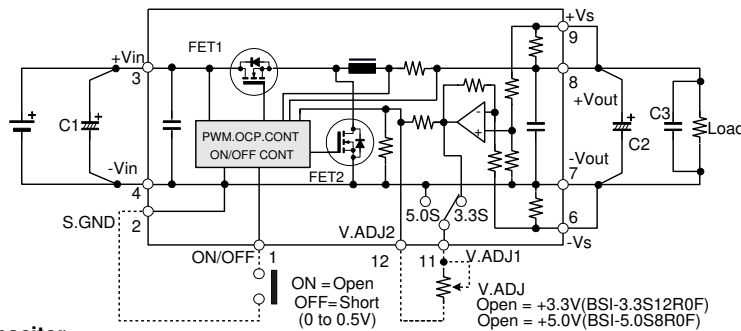 +Vs
9
+Vin
3
FET1
8
+Vout
C1
C2
C3
Load
PWM.OCP.CONT
ON/OFF CONT
-
+
FET2
-Vin
4
-Vout
7
S.GND
2
5.0S
3.3S
6
-Vs
ON/OFF
1
V.ADJ2
12
11
V.ADJ1
ON = Open
OFF= Short
(0 to 0.5V)
V.ADJ
Open = +3.3V(BSI-3.3S12R0F)
Open = +5.0V(BSI-5.0S8R0F)